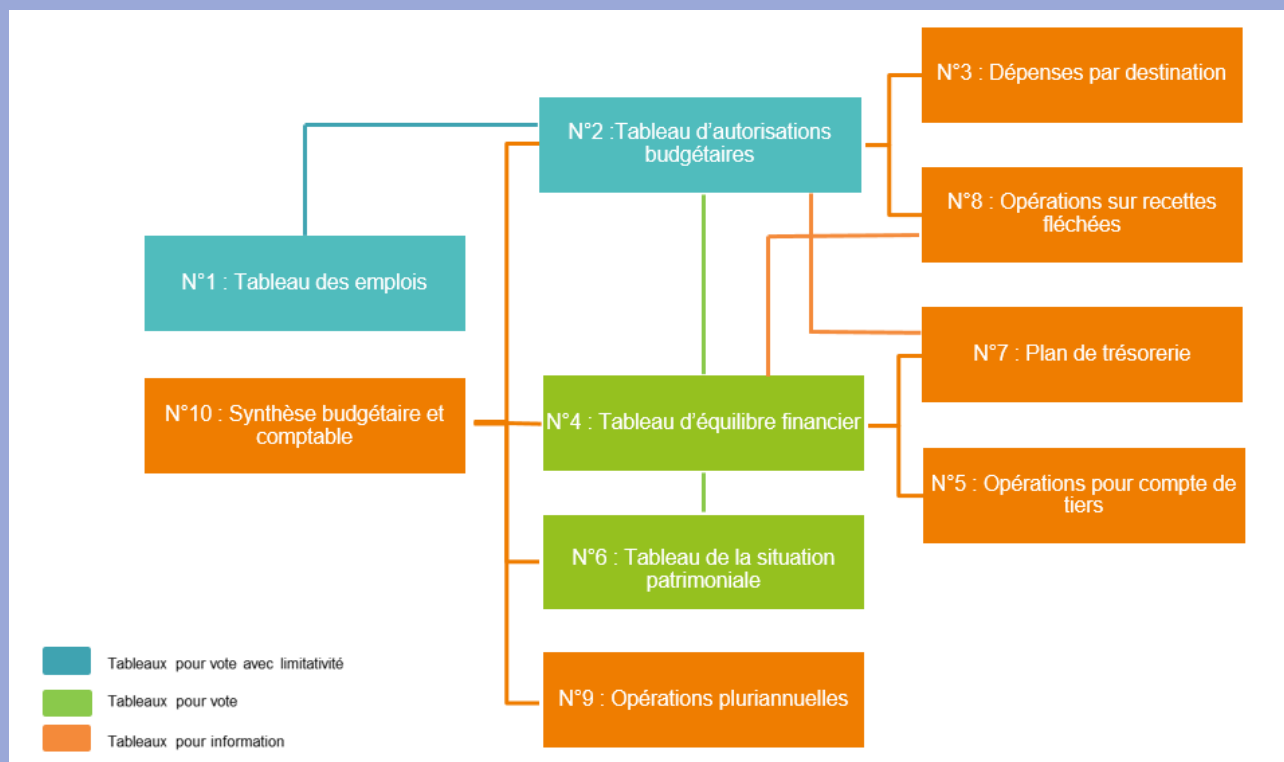 N°3 : Dépenses par destination
N°2 :Tableau d'autorisations
budgétaires
N°8 : Opérations sur recettes
fléchées
N°1 : Tableau des emplois
N°7 : Plan de trésorerie
N°10 : Synthèse budgétaire et
comptable
N°4 : Tableau d'équilibre financier
N°5 : Opérations pour compte de
tiers
N°6 : Tableau de la situation
patrimoniale
N°9 : Opérations pluriannuelles
Tableaux pour vote avec limitativité
Tableaux pour vote
Tableaux pour information